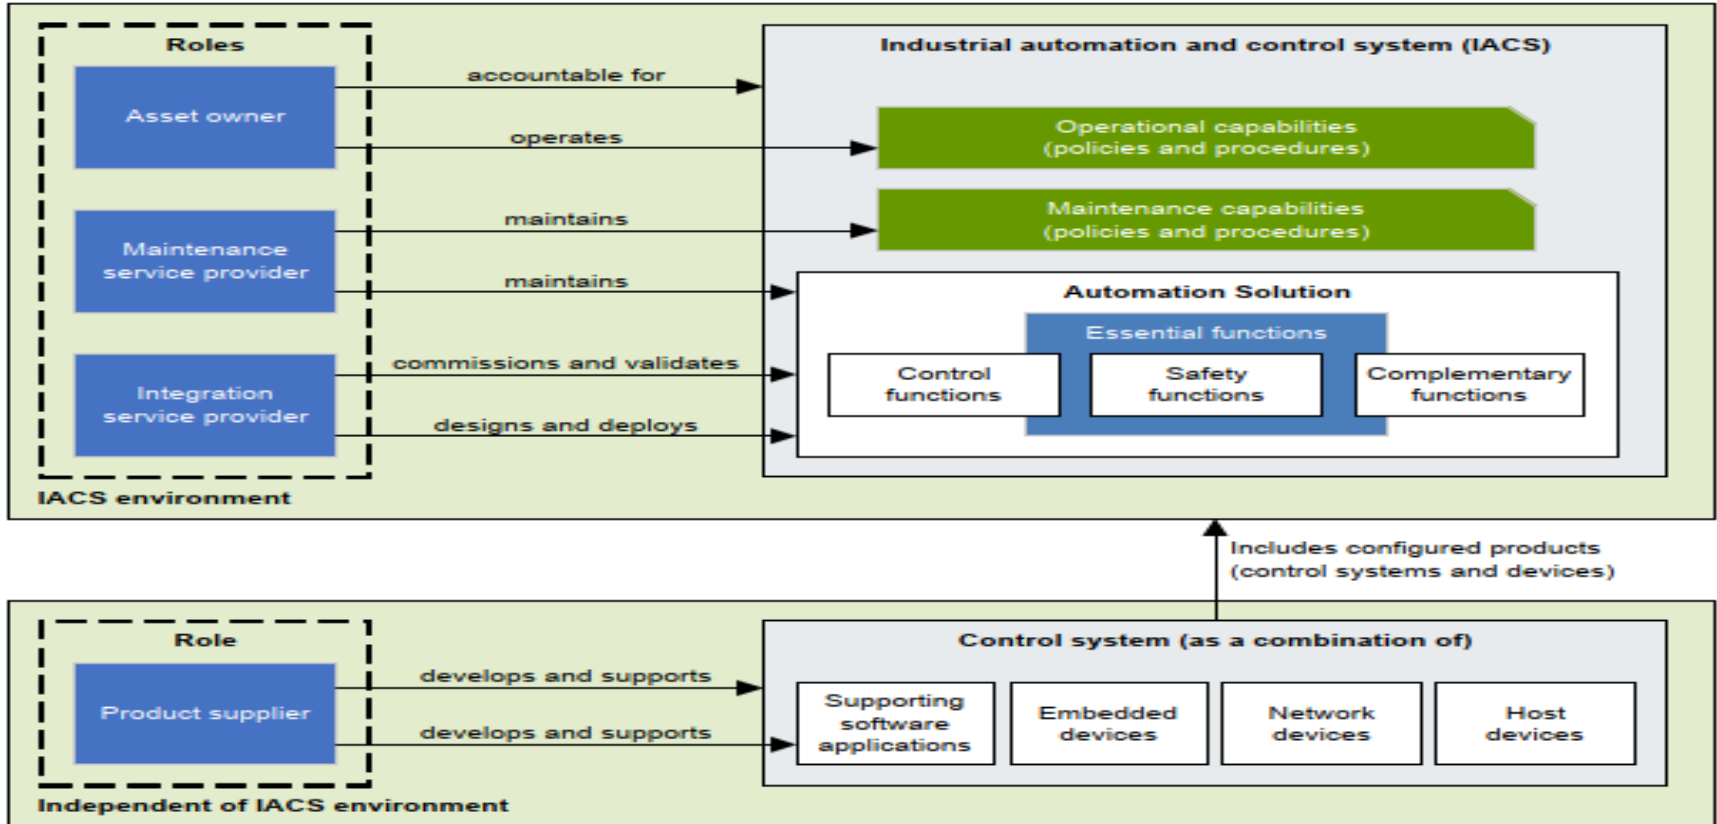 Roles
Asset owner
Maintenance
service provider
Integration
service provider
IACS environment
accountable for
operates
maintains
maintains
commissions and validates
designs and deploys
Industrial automation and control system (IACS)
Operational capabilities
(policies and procedures)
Maintenance capabilities
(policies and procedures)
Automation Solution
Essential functions
Control
functions
Safety
functions
Complementary
functions
Includes configured products
(control systems and devices)
Role
Product supplier
Independent of IACS environment
develops and supports
develops and supports
Control system (as a combination of)
Supporting
software
applications
Embedded
devices
Network
devices
Host
devices